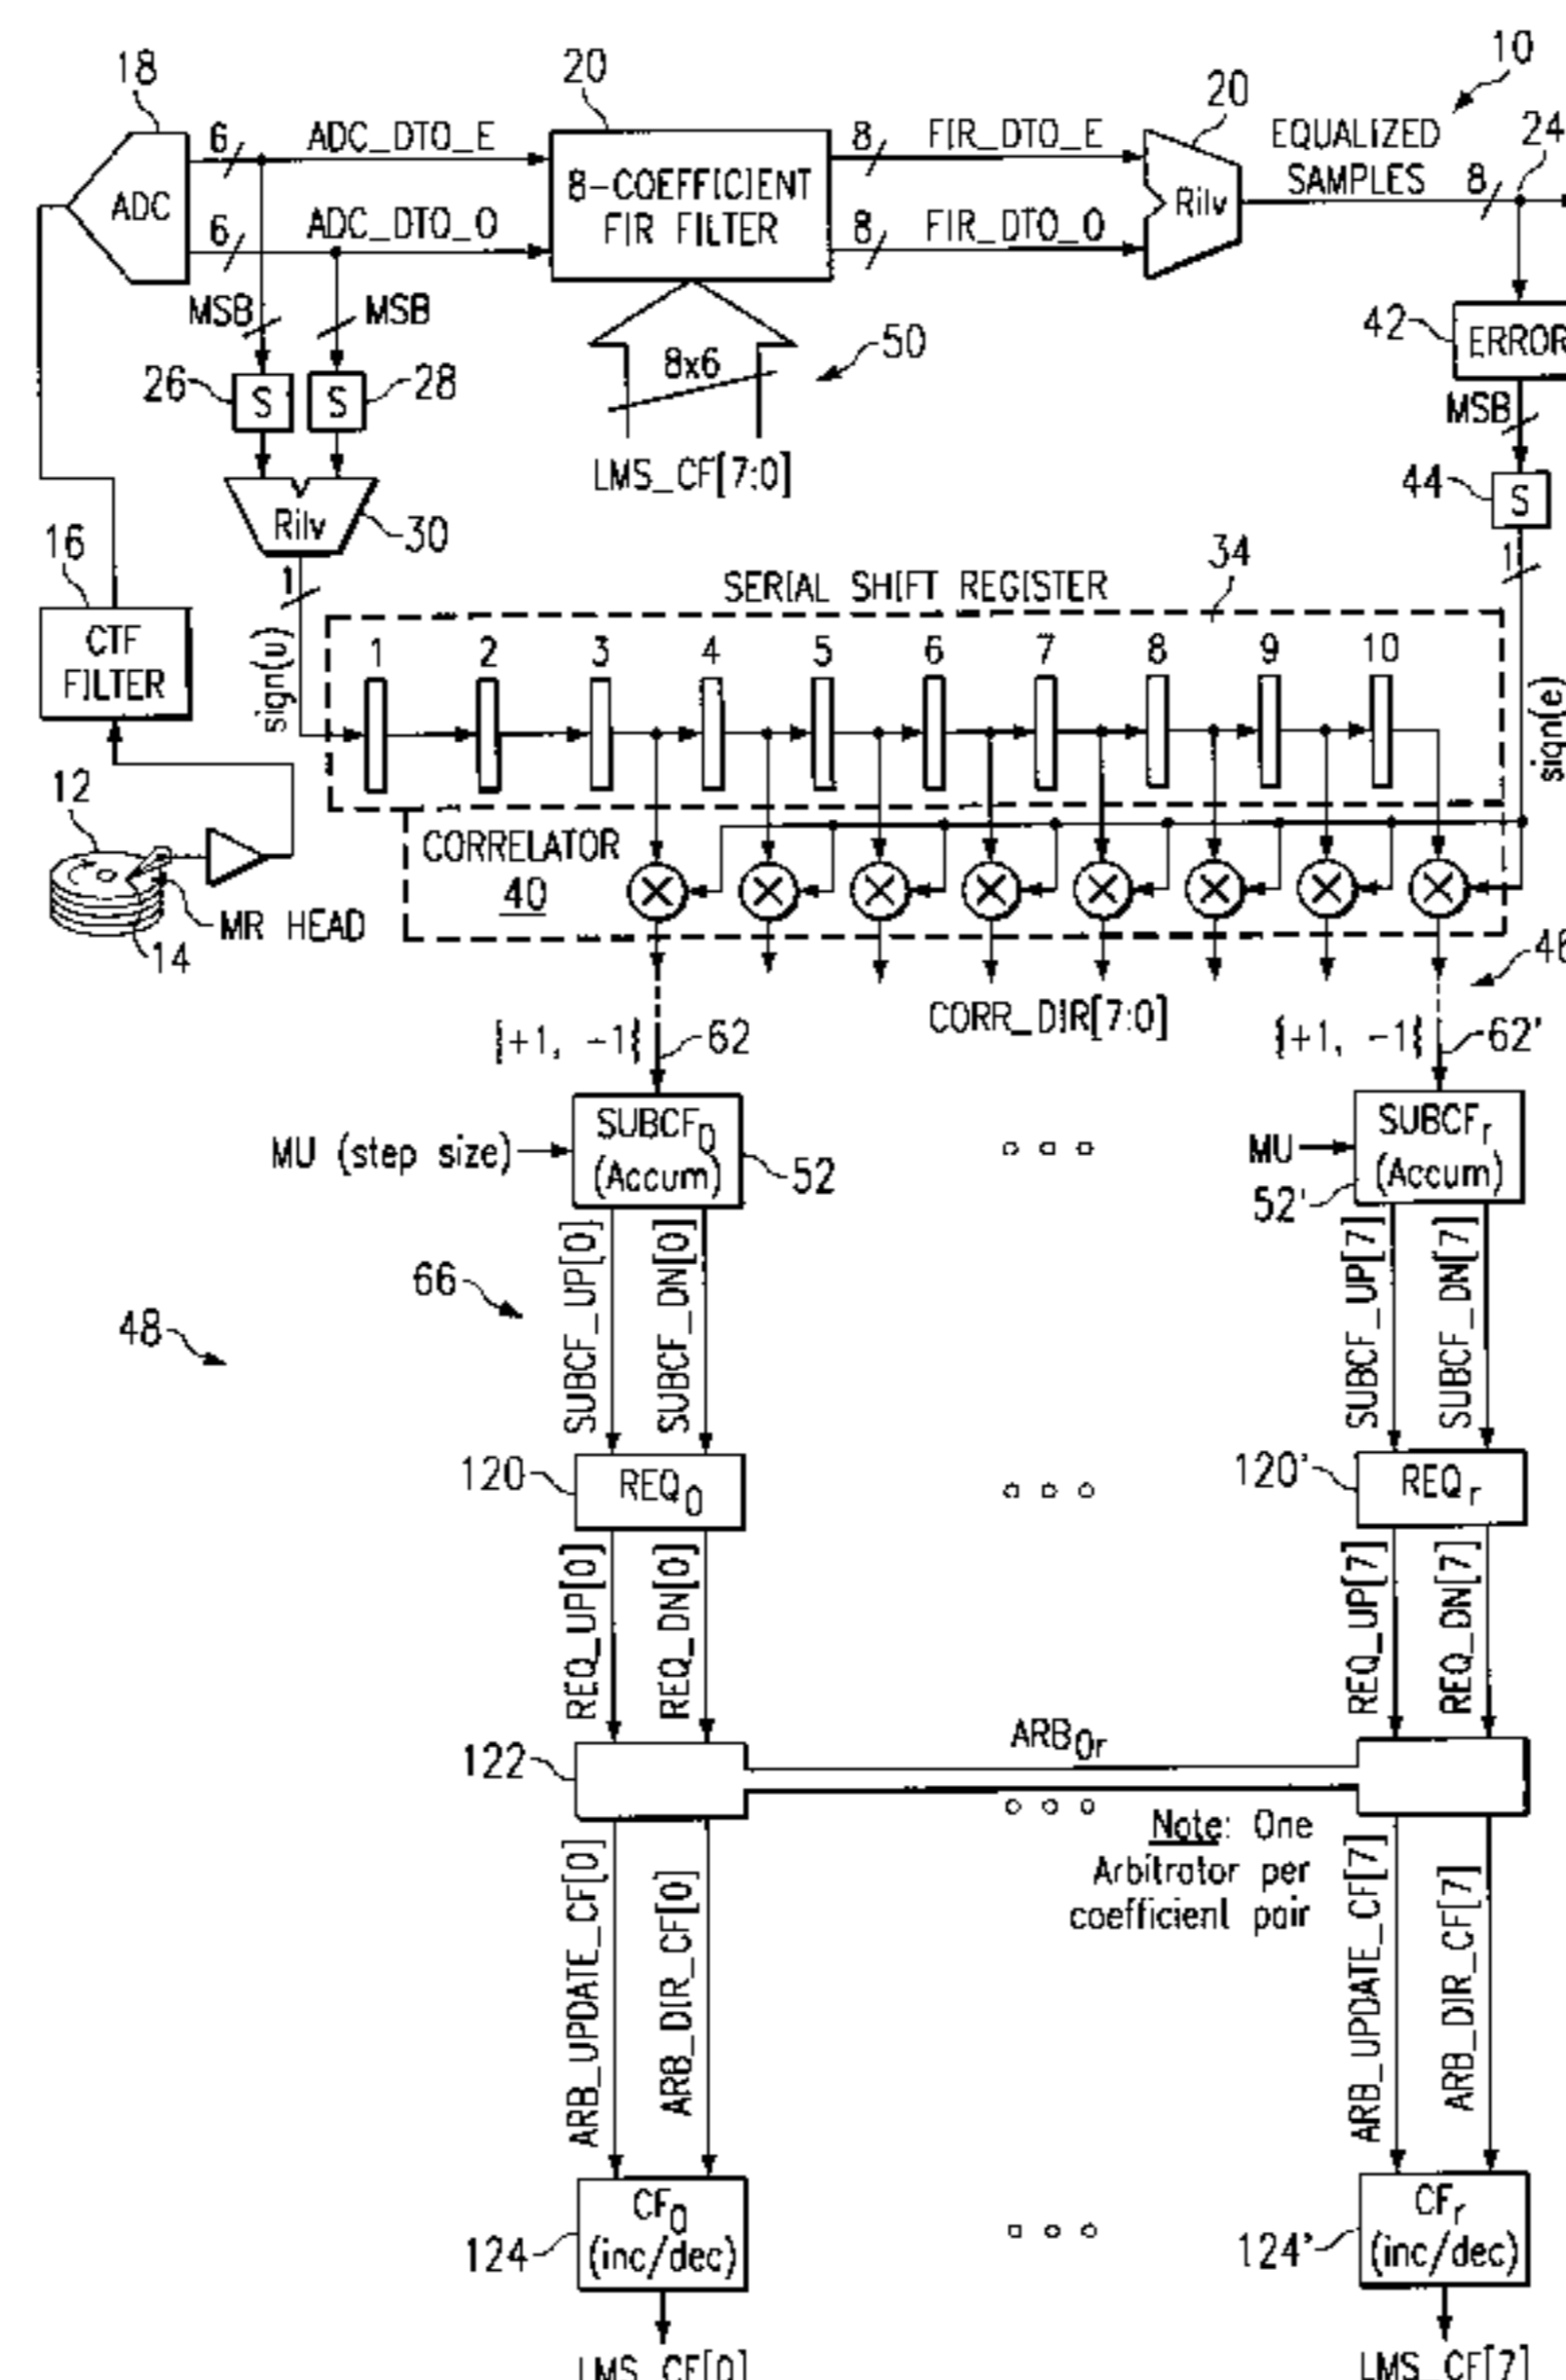 10
18
20
20
6
ADC_DTO_E
8
FIR_DTO_E
EQUALIZED
SAMPLES
8
24
ADC
8-COEFFICIENT
FIR FILTER
Rilv
6
ADC_DTO_O
8
FIR_DTO_O
MSB
MSB
42
ERROR
8x6
50
26
S
S
28
MSB
LMS_CF[7:0]
44
S
Rilv
30
16
1
1
34
SERIAL SHIFT REGISTER
CTF
FILTER
sign(u)
1
2
3
4
5
6
7
8
9
10
sign(e)
12
CORRELATOR
40
MR HEAD
14
46
CORR_DIR[7:0]
{+1, -1}
62
{+1, -1}
62'
MU (step size)
SUBCF0
(Accum)
52
MU
SUBCFr
(Accum)
52'
SUBCF_UP[0]
SUBCF_DN[0]
SUBCF_UP[7]
SUBCF_DN[7]
66
48
120
REQ0
120'
REQr
REQ_UP[0]
REQ_DN[0]
REQ_UP[7]
REQ_DN[7]
122
ARB0r
Note: One
Arbitrator per
coefficient pair
ARB_UPDATE_CF[0]
ARB_DIR_CF[0]
ARB_UPDATE_CF[7]
ARB_DIR_CF[7]
124
CF0
(inc/dec)
124'
CFr
(inc/dec)
LMS_CF[0]
LMS_CF[7]